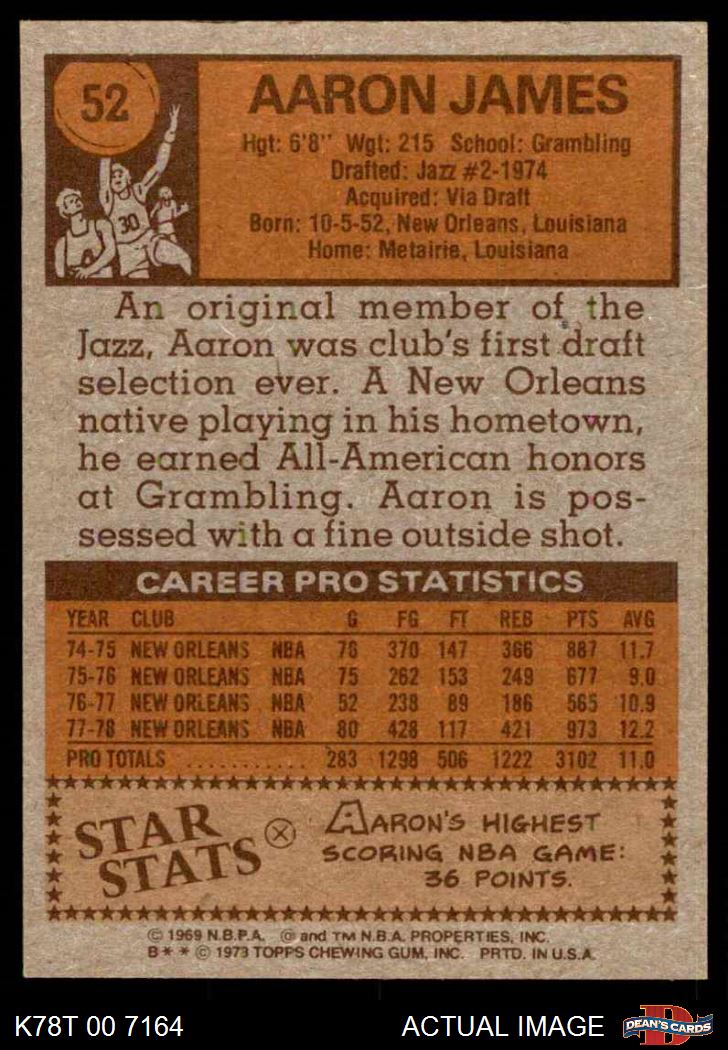 52
30
AARON JAMES
Hgt: 6'8" Wgt: 215 School: Grambling
Drafted: Jazz #2-1974
Acquired: Via Draft
Born: 10-5-52, New Orleans, Louisiana
Home: Metairie, Louisiana
An original member of the
Jazz, Aaron was club's first draft
selection ever. A New Orleans
native playing in his hometown,
he earned All-American honors
at Grambling. Aaron is pos-
sessed with a fine outside shot.
CAREER PRO STATISTICS
YEAR CLUB G FG FT REB PTS AVG
74-75 NEW ORLEANS NBA 76 370 147 366 887 11.7
75-76 NEW ORLEANS NBA 75 262 153 249 677 9.0
76-77 NEW ORLEANS NBA 52 238 89 186 565 10.9
77-78 NEW ORLEANS NBA 80 428 117 421 973 12.2
PRO TOTALS ........... 283 1298 506 1222 3102 11.0
STAR
STATS
AARON'S HIGHEST
SCORING NBA GAME:
36 POINTS.
© 1969 N.B.P.A. @ and TM N.B.A. PROPERTIES, INC.
B * * © 1973 TOPPS CHEWING GUM, INC. PRTD. IN U.S.A.
K78T 00 7164 ACTUAL IMAGE
D
DEAN'S CARDS